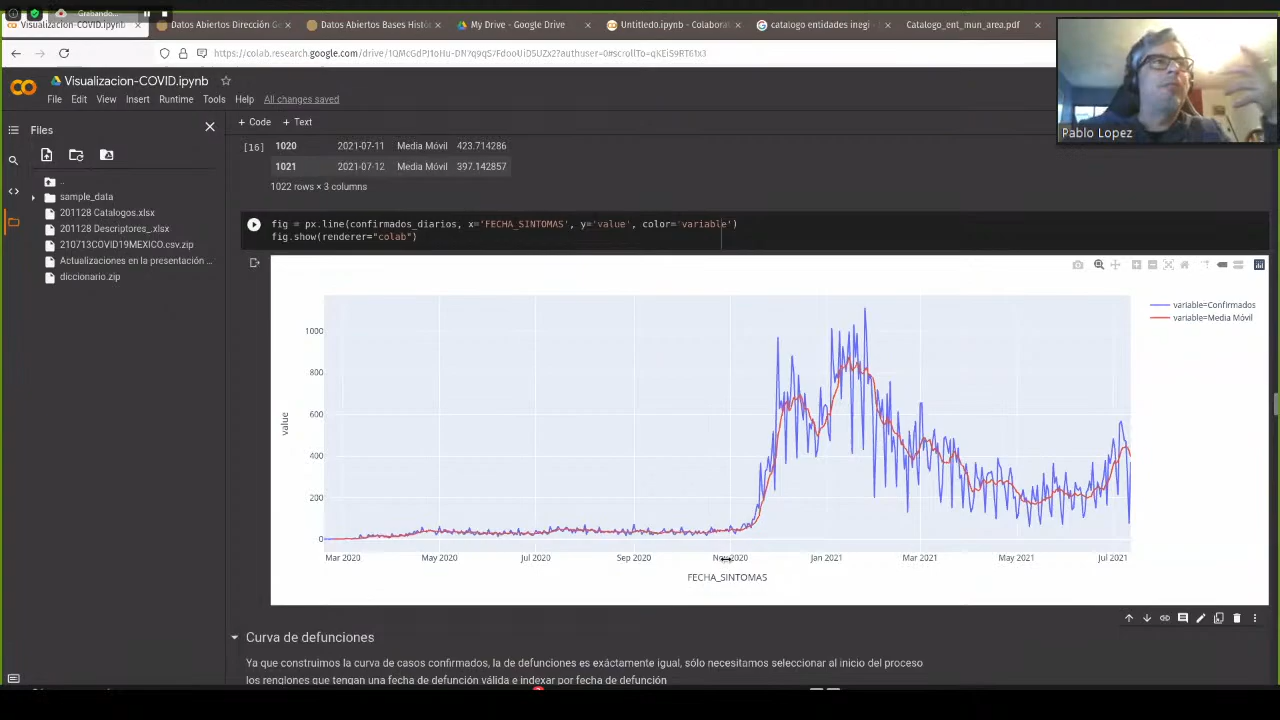 Grabando...
Visualizacion-COVID.ipynb
Datos Abiertos Dirección G
Datos Abiertos Bases Histó
My Drive - Google Drive
Untitled0.ipynb - Colabora
catalogo entidades inegi
Catalogo_ent_mun_area.pdf
Visualizacion-COVID.ipynb
File Edit View Insert Runtime Tools Help All changes saved
Files
+ Code + Text
..
sample_data
201128 Catalogos.xlsx
201128 Descriptores_.xlsx
210713COVID19MEXICO.csv.zip
Actualizaciones en la presentación ...
diccionario.zip
[16] 1020 2021-07-11 Media Móvil 423.714286
1021 2021-07-12 Media Móvil 397.142857
1022 rows × 3 columns
fig = px.line(confirmados_diarios, x='FECHA_SINTOMAS', y='value', color='variable')
fig.show(renderer="colab")
variable=Confirmados
variable=Media Móvil
1000
800
600
400
200
0
value
Mar 2020 May 2020 Jul 2020 Sep 2020 Nov 2020 Jan 2021 Mar 2021 May 2021 Jul 2021
FECHA_SINTOMAS
Curva de defunciones
Ya que construimos la curva de casos confirmados, la de defunciones es exáctamente igual, sólo necesitamos seleccionar al inicio del proceso
los renglones que tengan una fecha de defunción válida e indexar por fecha de defunción
Pablo Lopez